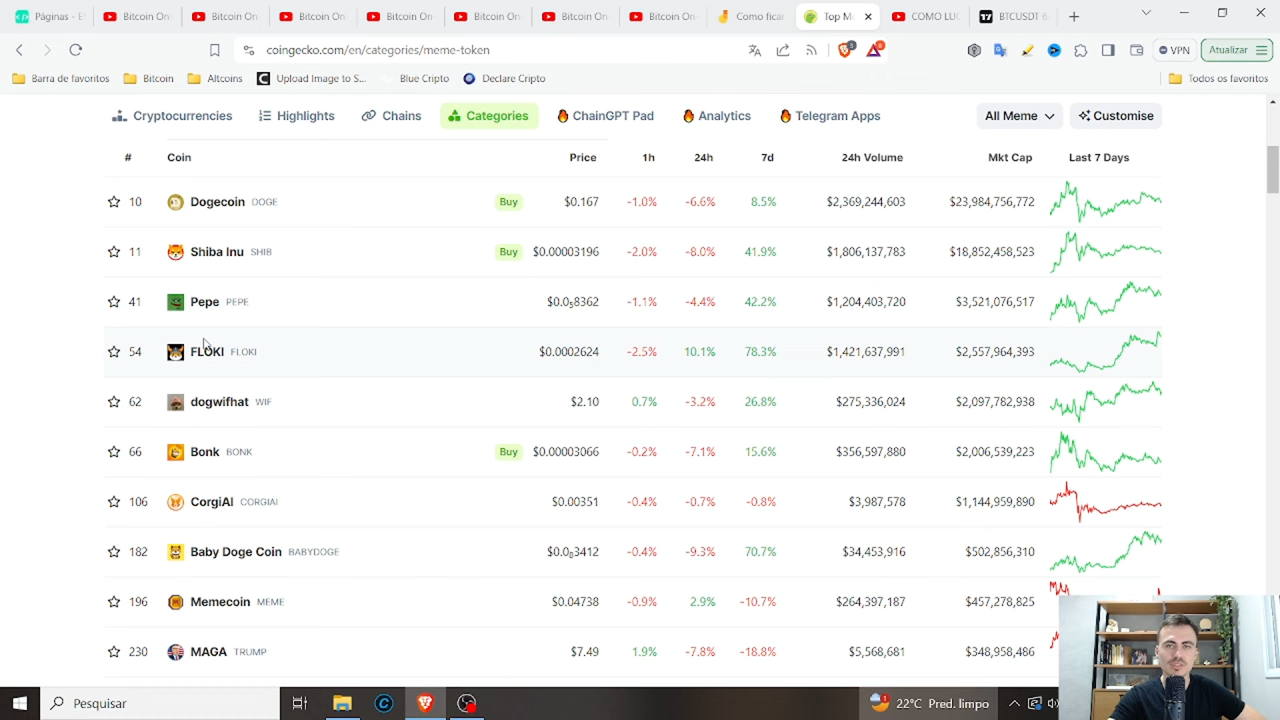 Páginas - E
Bitcoin On
Bitcoin On
Bitcoin On
Bitcoin On
Bitcoin On
Bitcoin On
Bitcoin On
Como ficar
Top M
COMO LUC
BTCUSDT 6
coingecko.com/en/categories/meme-token
VPN
Atualizar
Barra de favoritos
Bitcoin
Altcoins
Upload Image to S...
Blue Cripto
Declare Cripto
Todos os favoritos
Cryptocurrencies
Highlights
Chains
Categories
ChainGPT Pad
Analytics
Telegram Apps
All Meme
Customise
# Coin Price 1h 24h 7d 24h Volume Mkt Cap Last 7 Days
10 Dogecoin DOGE Buy $0.167 -1.0% -6.6% 8.5% $2,369,244,603 $23,984,756,772
11 Shiba Inu SHIB Buy $0.00003196 -2.0% -8.0% 41.9% $1,806,137,783 $18,852,458,523
41 Pepe PEPE $0.0₅8362 -1.1% -4.4% 42.2% $1,204,403,720 $3,521,076,517
54 FLOKI FLOKI $0.0002624 -2.5% 10.1% 78.3% $1,421,637,991 $2,557,964,393
62 dogwifhat WIF $2.10 0.7% -3.2% 26.8% $275,336,024 $2,097,782,938
66 Bonk BONK Buy $0.00003066 -0.2% -7.1% 15.6% $356,597,880 $2,006,539,223
106 CorgiAI CORGIAI $0.00351 -0.4% -0.7% -0.8% $3,987,578 $1,144,959,890
182 Baby Doge Coin BABYDOGE $0.0₈3412 -0.4% -9.3% 70.7% $34,453,916 $502,856,310
196 Memecoin MEME $0.04738 -0.9% 2.9% -10.7% $264,397,187 $457,278,825
230 MAGA TRUMP $7.49 1.9% -7.8% -18.8% $5,568,681 $348,958,486
Pesquisar
22°C Pred. limpo